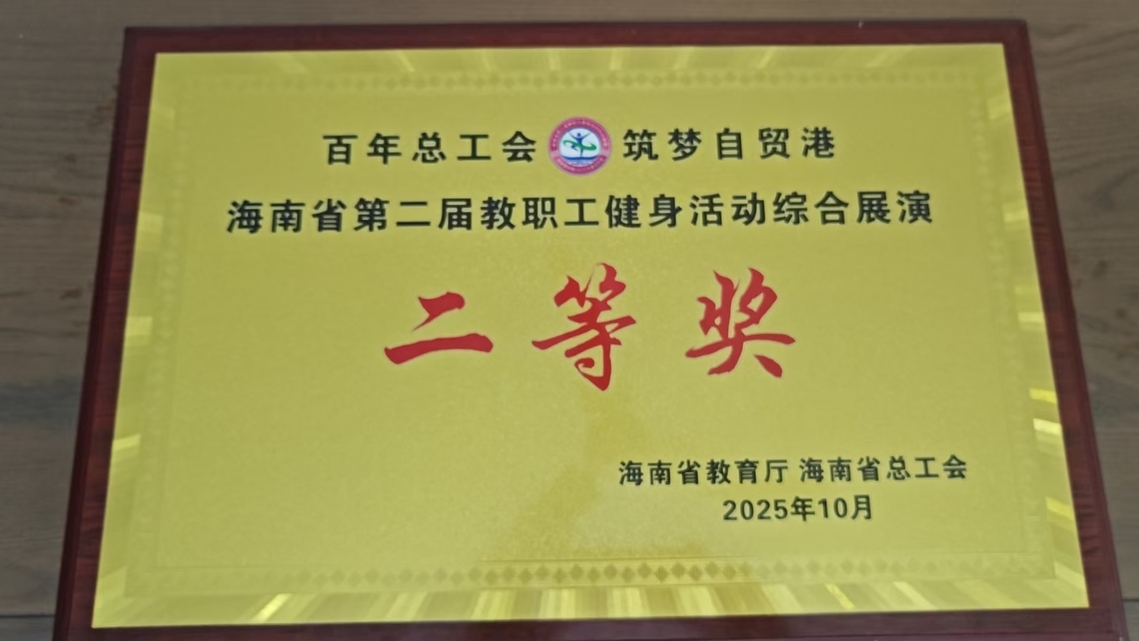 百年总工会 筑梦自贸港
海南省第二届教职工健身活动综合展演
二等奖
海南省教育厅 海南省总工会
2025年10月